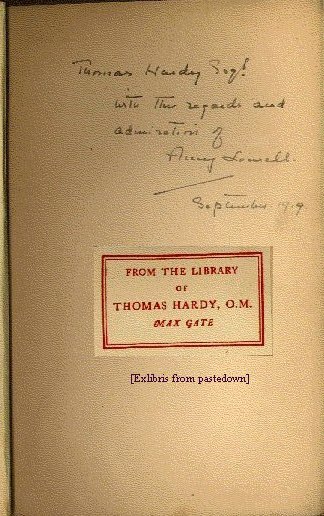 Thomas Hardy Esq!
with the regards and
admiration of
Amy Lowell.
September 1919
FROM THE LIBRARY
OF
THOMAS HARDY, O.M.
MAX GATE
[Exlibris from pastedown]